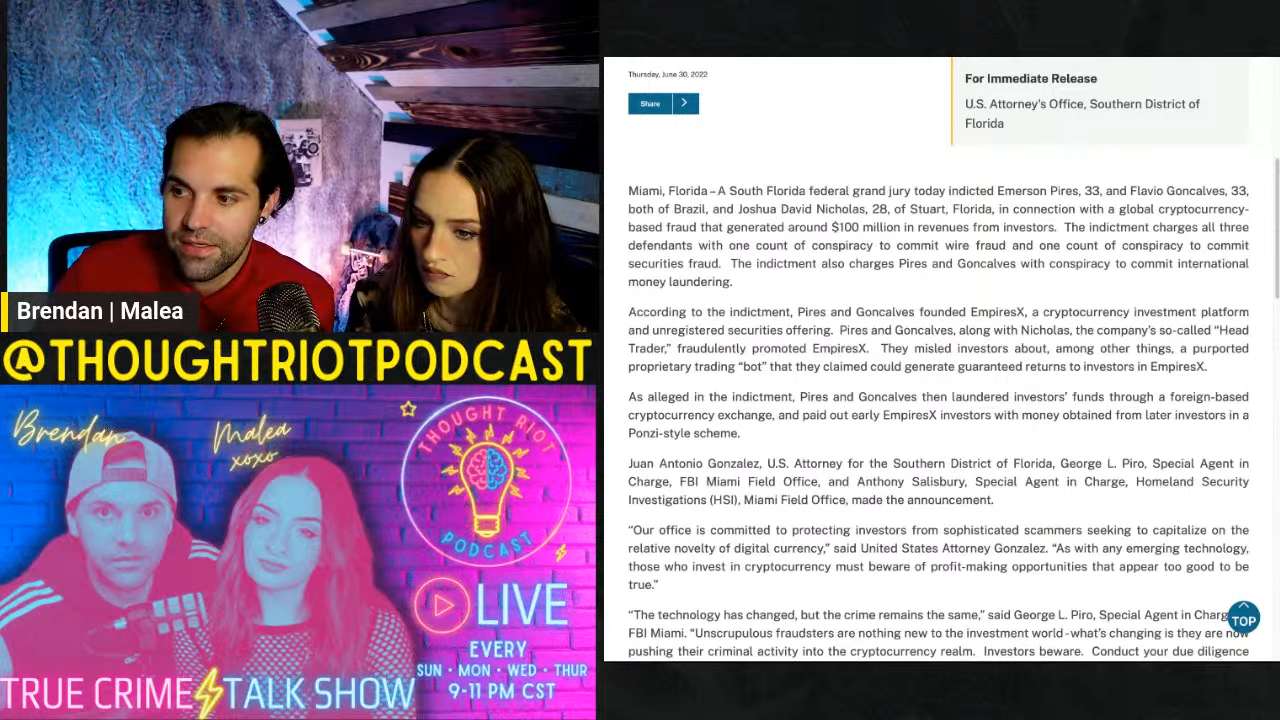 Brendan | Malea
@THOUGHTRIOTPODCAST
Brendan
Malea
xoxo
THOUGHT RIOT
PODCAST
LIVE
EVERY
SUN • MON • WED • THUR
9-11 PM CST
TRUE CRIME TALK SHOW
Thursday, June 30, 2022
Share
For Immediate Release
U.S. Attorney's Office, Southern District of
Florida
Miami, Florida – A South Florida federal grand jury today indicted Emerson Pires, 33, and Flavio Goncalves, 33,
both of Brazil, and Joshua David Nicholas, 28, of Stuart, Florida, in connection with a global cryptocurrency-
based fraud that generated around $100 million in revenues from investors. The indictment charges all three
defendants with one count of conspiracy to commit wire fraud and one count of conspiracy to commit
securities fraud. The indictment also charges Pires and Goncalves with conspiracy to commit international
money laundering.
According to the indictment, Pires and Goncalves founded EmpiresX, a cryptocurrency investment platform
and unregistered securities offering. Pires and Goncalves, along with Nicholas, the company's so-called “Head
Trader,” fraudulently promoted EmpiresX. They misled investors about, among other things, a purported
proprietary trading “bot” that they claimed could generate guaranteed returns to investors in EmpiresX.
As alleged in the indictment, Pires and Goncalves then laundered investors’ funds through a foreign-based
cryptocurrency exchange, and paid out early EmpiresX investors with money obtained from later investors in a
Ponzi-style scheme.
Juan Antonio Gonzalez, U.S. Attorney for the Southern District of Florida, George L. Piro, Special Agent in
Charge, FBI Miami Field Office, and Anthony Salisbury, Special Agent in Charge, Homeland Security
Investigations (HSI), Miami Field Office, made the announcement.
“Our office is committed to protecting investors from sophisticated scammers seeking to capitalize on the
relative novelty of digital currency,” said United States Attorney Gonzalez. “As with any emerging technology,
those who invest in cryptocurrency must beware of profit-making opportunities that appear too good to be
true.”
“The technology has changed, but the crime remains the same,” said George L. Piro, Special Agent in Charge,
FBI Miami. “Unscrupulous fraudsters are nothing new to the investment world-what’s changing is they are now
pushing their criminal activity into the cryptocurrency realm. Investors beware. Conduct your due diligence
TOP